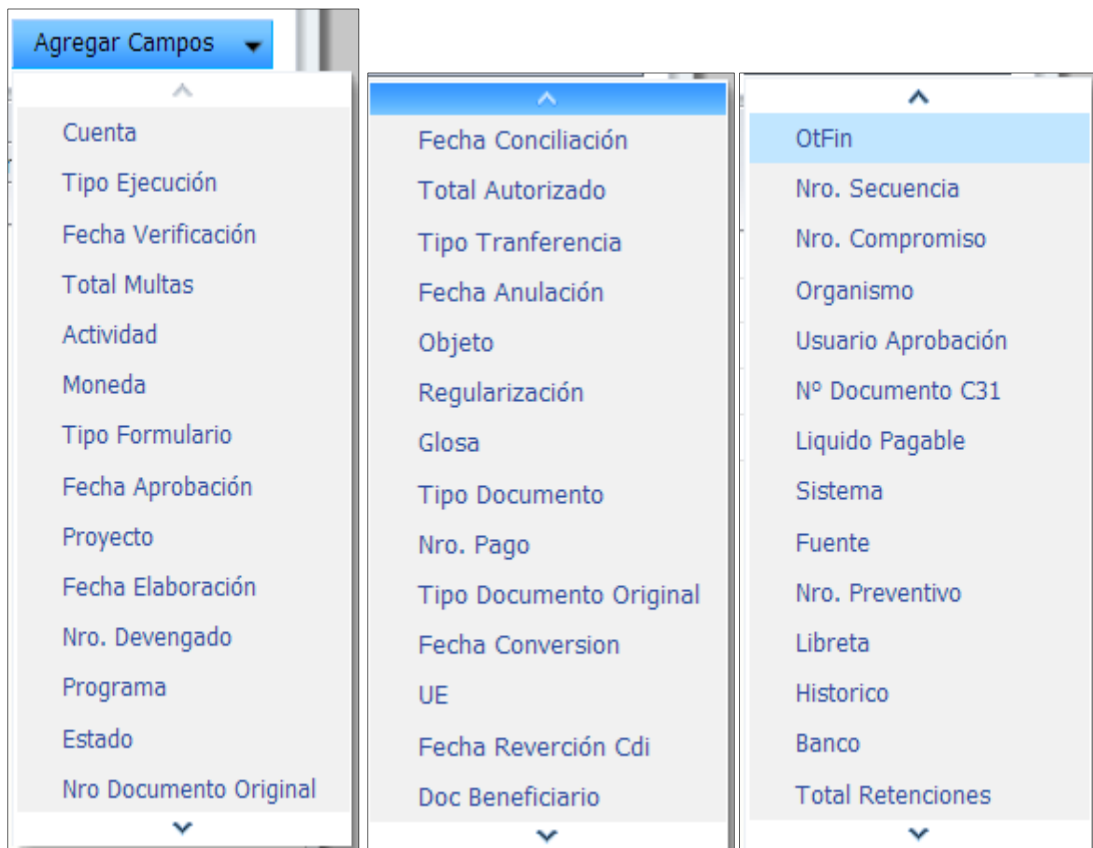 Agregar Campos
Cuenta
Tipo Ejecución
Fecha Verificación
Total Multas
Actividad
Moneda
Tipo Formulario
Fecha Aprobación
Proyecto
Fecha Elaboración
Nro. Devengado
Programa
Estado
Nro Documento Original
Fecha Conciliación
Total Autorizado
Tipo Tranferencia
Fecha Anulación
Objeto
Regularización
Glosa
Tipo Documento
Nro. Pago
Tipo Documento Original
Fecha Conversion
UE
Fecha Reverción Cdi
Doc Beneficiario
OtFin
Nro. Secuencia
Nro. Compromiso
Organismo
Usuario Aprobación
Nº Documento C31
Liquido Pagable
Sistema
Fuente
Nro. Preventivo
Libreta
Historico
Banco
Total Retenciones